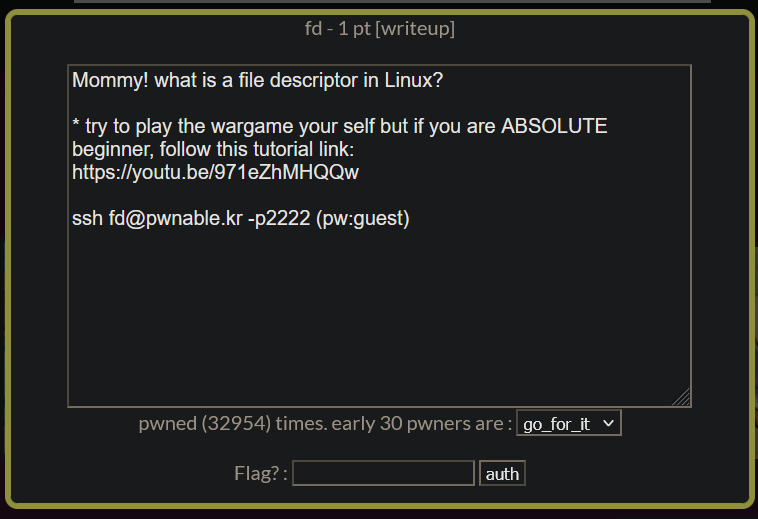 fd - 1 pt [writeup]
Mommy! what is a file descriptor in Linux?
* try to play the wargame your self but if you are ABSOLUTE
beginner, follow this tutorial link:
https://youtu.be/971eZhMHQQw
ssh fd@pwnable.kr -p2222 (pw:guest)
pwned (32954) times. early 30 pwners are : go_for_it
Flag? : auth